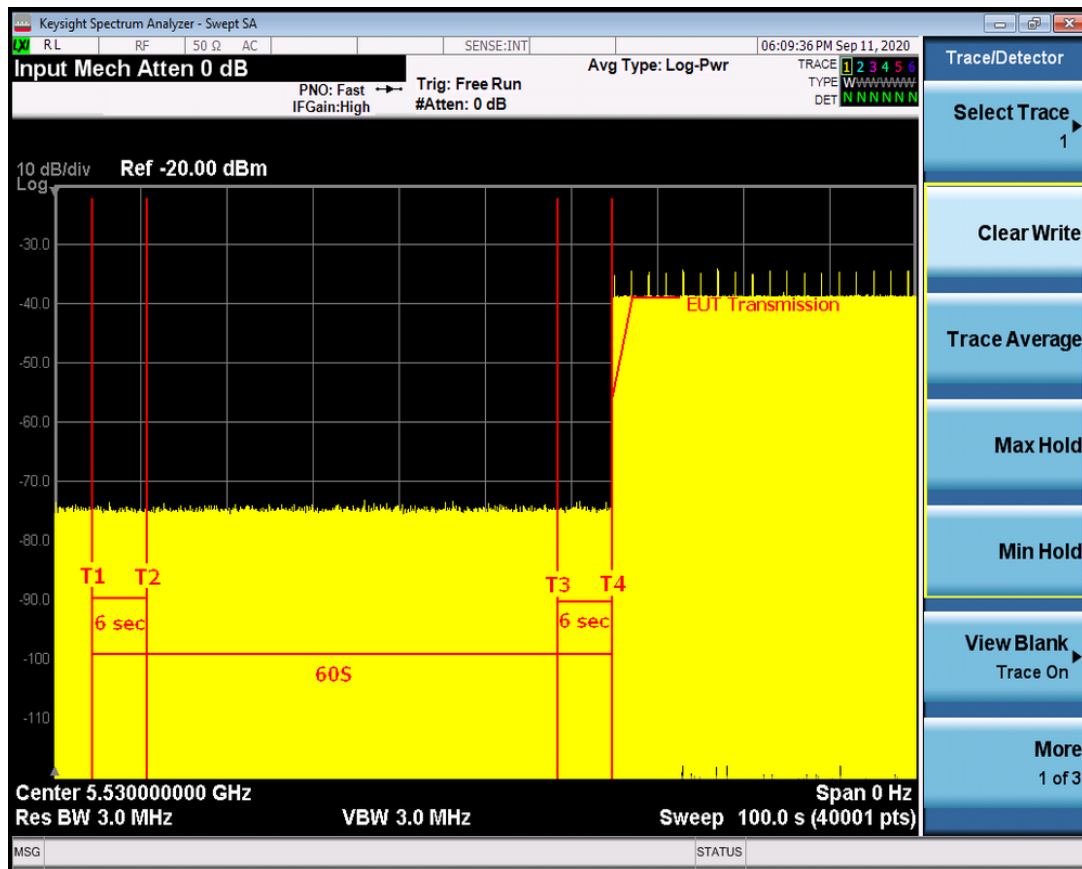 Keysight Spectrum Analyzer - Swept SA
LXI RL RF 50 Ω AC SENSE:INT 06:09:36 PM Sep 11, 2020
Input Mech Atten 0 dB
PNO: Fast
IFGain:High
Trig: Free Run
#Atten: 0 dB
Avg Type: Log-Pwr
TRACE 1 2 3 4 5 6
TYPE WWWWWW
DET N N N N N N
10 dB/div Ref -20.00 dBm
Log
-30.0
-40.0
-50.0
-60.0
-70.0
-80.0
-90.0
-100
-110
EUT Transmission
T1 T2 T3 T4
6 sec 6 sec
60S
Center 5.530000000 GHz Span 0 Hz
Res BW 3.0 MHz VBW 3.0 MHz Sweep 100.0 s (40001 pts)
MSG STATUS
Trace/Detector
Select Trace
1
Clear Write
Trace Average
Max Hold
Min Hold
View Blank
Trace On
More
1 of 3